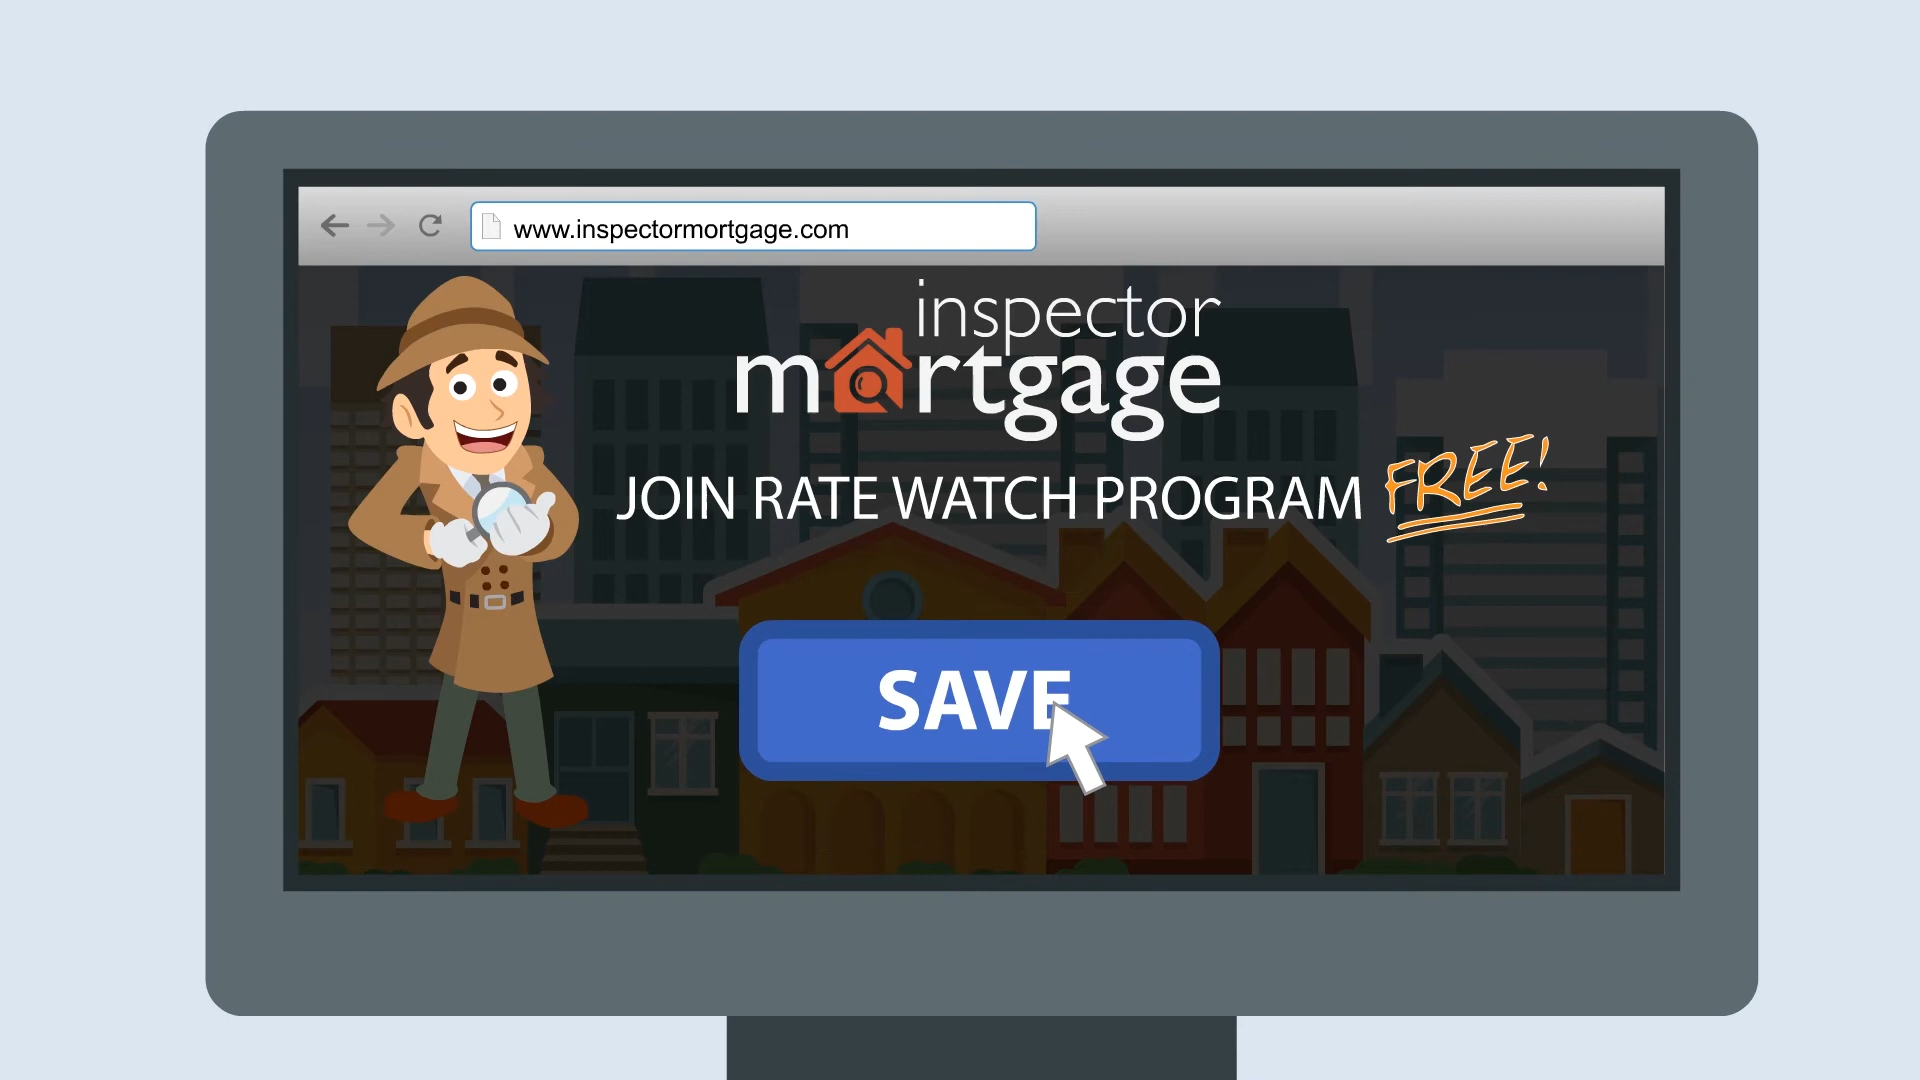 www.inspectormortgage.com
inspector
mortgage
JOIN RATE WATCH PROGRAM FREE!
SAVE